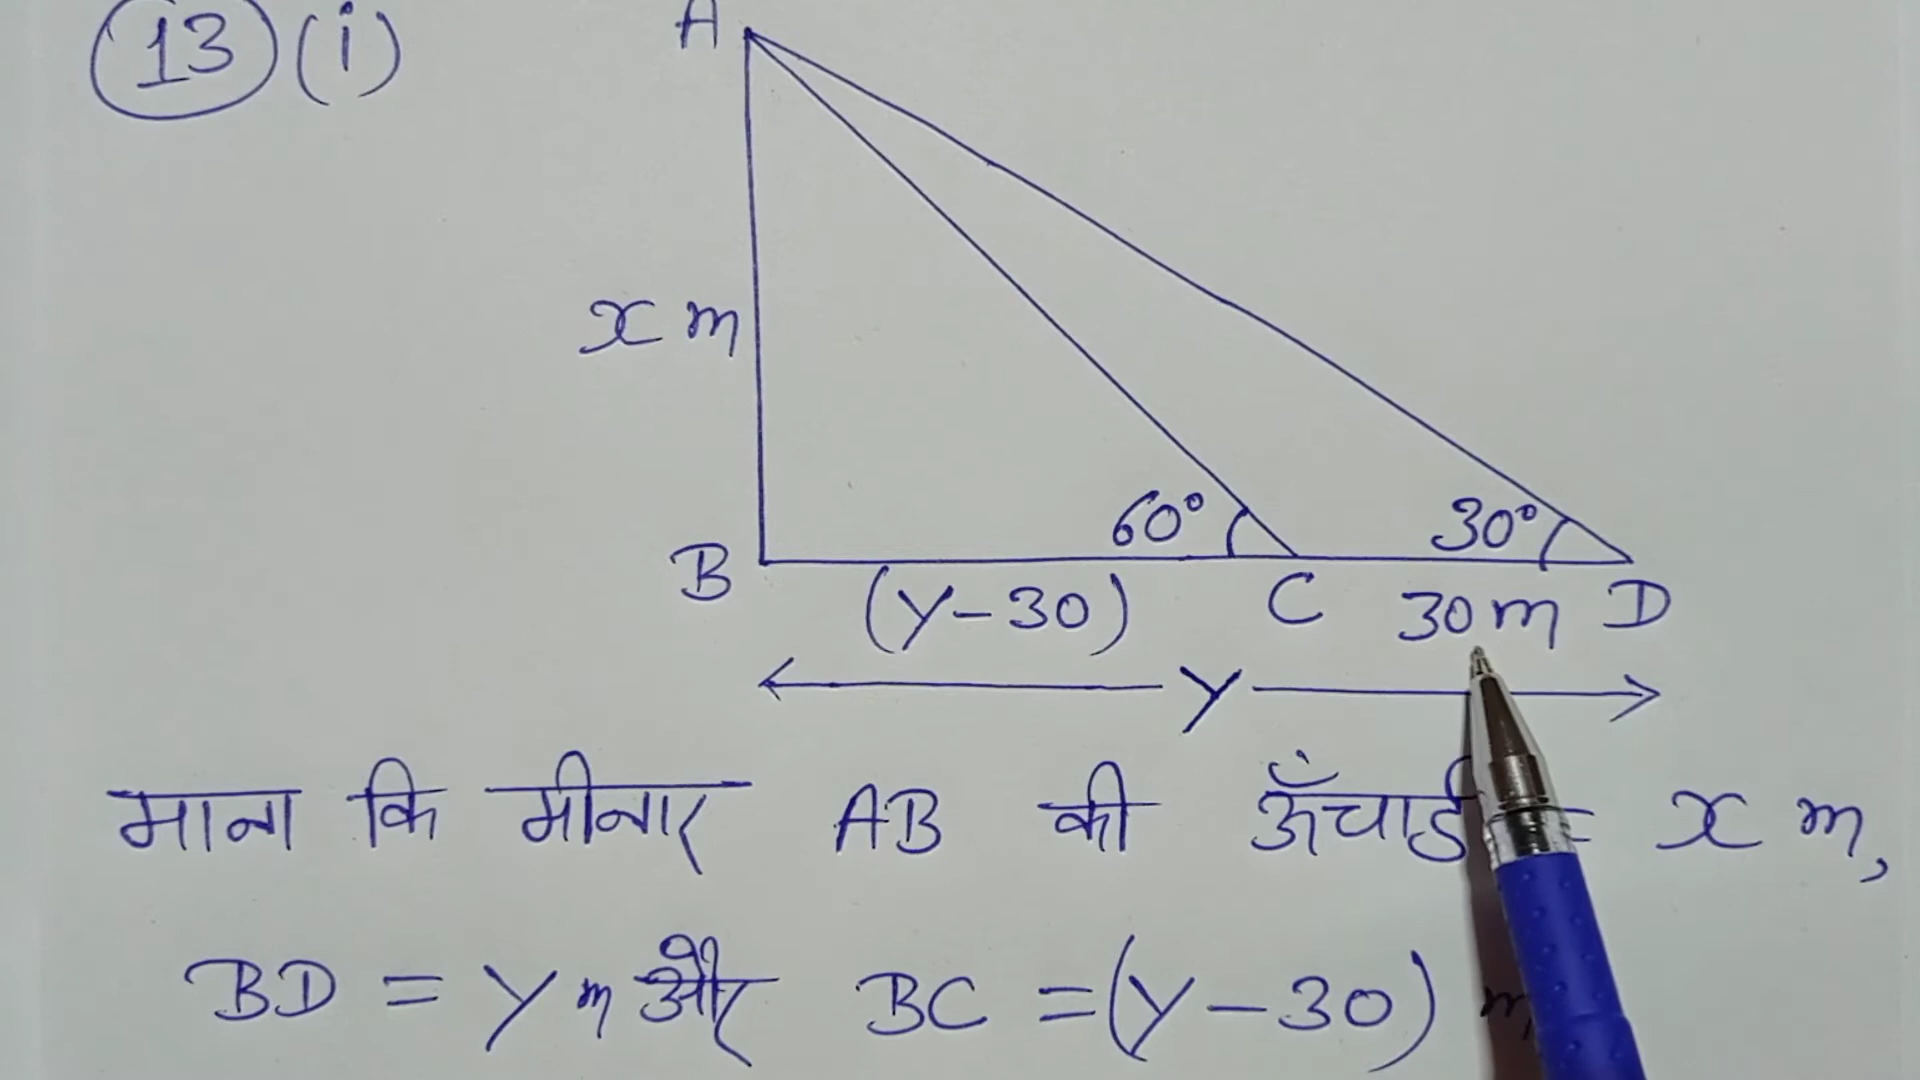 13 (i)
A
x m
60° 30°
B (y-30) C 30 m D
y
माना कि मीनार AB की ऊँचाई = x m,
BD = y m और BC = (y-30) m